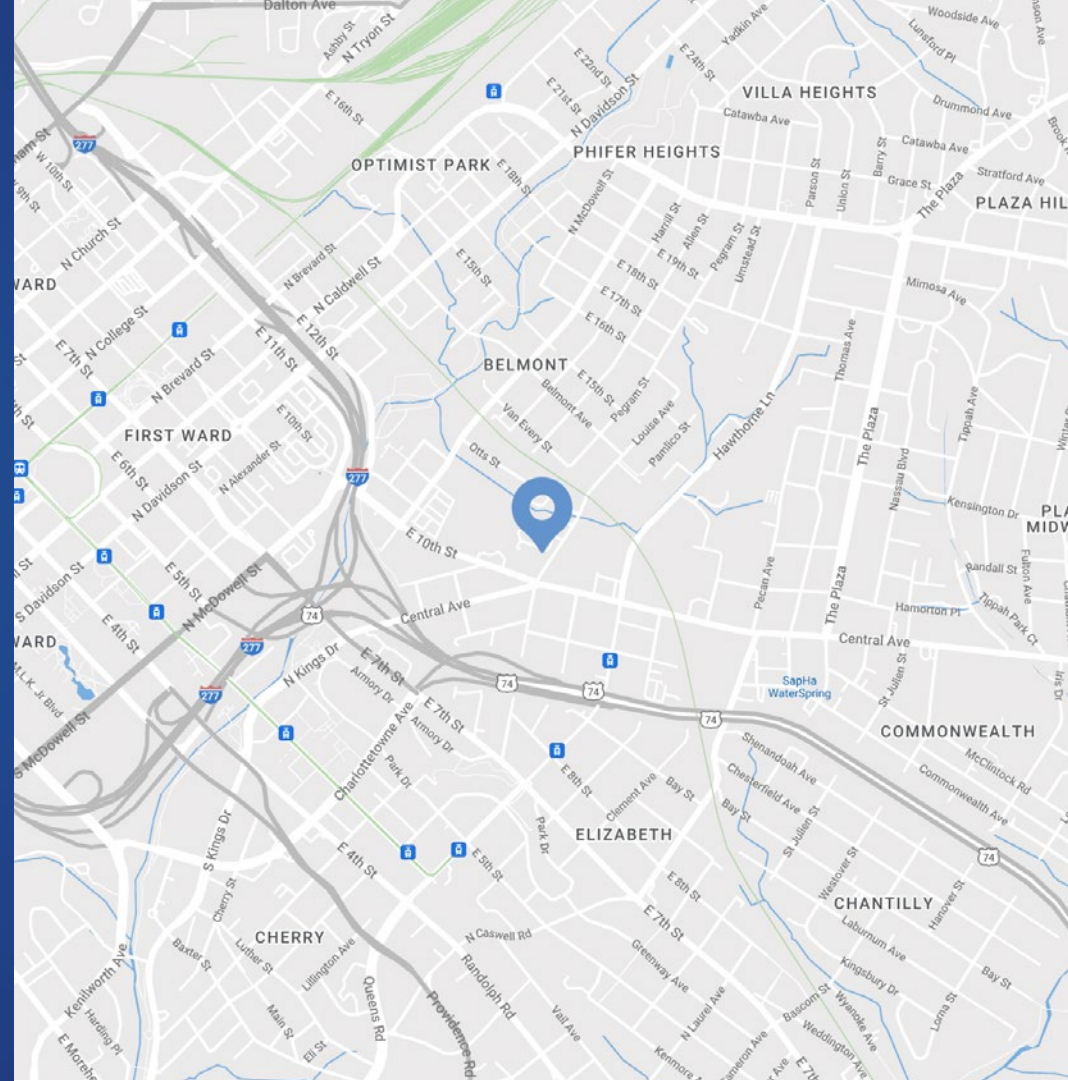 Dalton Ave
Ashby St
N Tryon St
Yadkin Ave
Woodside Ave
Lunsford Pl
E 22nd St
E 24th St
E 21st St
N Davidson St
E 16th St
VILLA HEIGHTS
Drummond Ave
Catawba Ave
277
W 10th St
9th St
OPTIMIST PARK
PHIFER HEIGHTS
E 18th St
Parson St
Union St
Barry St
Catawba Ave
Grace St
Stratford Ave
The Plaza
PLAZA HIL
N Church St
N McDowell St
Harrill St
Allen St
Pegram St
Umstead St
E 19th St
E 18th St
E 17th St
E 16th St
N Brevard St
N Caldwell St
E 15th St
Mimosa Ave
WARD
N College St
E 7th St
N Brevard St
E 11th St
E 12th St
E 10th St
BELMONT
Belmont Ave
E 15th St
Pegram St
Louise Ave
Pamlico St
Hawthorne Ln
Thomas Ave
The Plaza
Tippah Ave
Van Every St
Otts St
FIRST WARD
E 6th St
N Davidson St
N Alexander St
277
Nassau Blvd
Kensington Dr
PLA
MIDW
E 10th St
S Davidson St
E 5th St
N McDowell St
E 4th St
74
Central Ave
Pecan Ave
The Plaza
Randall St
Fulton Ave
Hamorton Pl
Tippah Park Ct
Central Ave
WARD
277
277
M.L.K. Jr Blvd
S McDowell St
N Kings Dr
E 7th St
Armory Dr
E 7th St
Armory Dr
Charlottetowne Ave
Park Dr
74
74
74
SapHa
WaterSpring
St Julien St
Iris Dr
COMMONWEALTH
McClintock Rd
Commonwealth Ave
Shenandoah Ave
Chesterfield Ave
E 8th St
Clement Ave
Bay St
Bay St
St Julien St
ELIZABETH
Park Dr
S Kings Dr
E 4th St
E 5th St
E 8th St
E 7th St
74
Westover St
CHANTILLY
Hanover St
Cherry St
CHERRY
Baxter St
Luther St
Lillington Ave
N Caswell Rd
Randolph Rd
Greenway Ave
Laburnum Ave
Kingsbury Dr
Bay St
Kenilworth Ave
Harding Pl
Main St
Eli St
Queens Rd
Providence Rd
Vail Ave
N Laurel Ave
Bascom St
Wyanoke Ave
Weddington Ave
Lorna St
E Morehe
Kenmore
Cameron Ave
E 7th